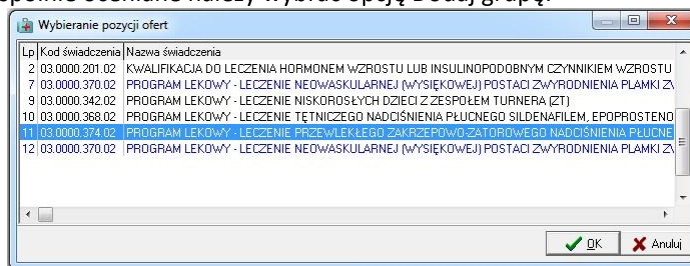 oceniane należy wybrać opcję Dodaj grupę.
Wybieranie pozycji ofert
Lp Kod świadczenia Nazwa świadczenia
2 03.0000.201.02 KWALIFIKACJA DO LECZENIA HORMONEM WZROSTU LUB INSULINOPODOBNYM CZYNNIKIEM WZROSTU
7 03.0000.370.02 PROGRAM LEKOWY - LECZENIE NEOWASKULARNEJ (WYSIĘKOWEJ) POSTACI ZWYRODNIENIA PLAMKI
9 03.0000.342.02 PROGRAM LEKOWY - LECZENIE NISKOROSŁYCH DZIECI Z ZESPOŁEM TURNERA (ZT)
10 03.0000.368.02 PROGRAM LEKOWY - LECZENIE TĘTNICZEGO NADCIŚNIENIA PŁUCNEGO SILDENAFILEM, EPOPROSTENO
11 03.0000.374.02 PROGRAM LEKOWY - LECZENIE PRZEWLEKŁEGO ZAKRZEPOWO-ZATOROWEGO NADCIŚNIENIA PŁUCNE
12 03.0000.370.02 PROGRAM LEKOWY - LECZENIE NEOWASKULARNEJ (WYSIĘKOWEJ) POSTACI ZWYRODNIENIA PLAMKI
OK Anuluj